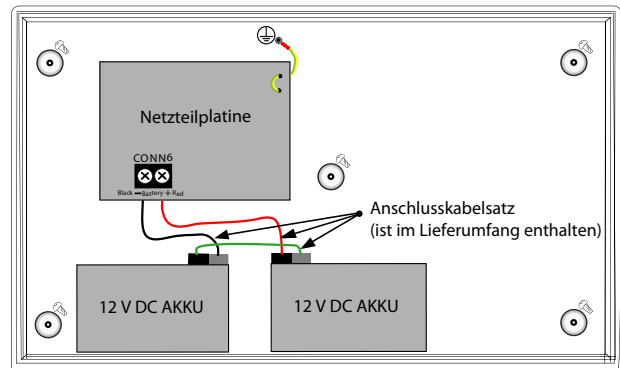 Netzteilplatine
CONN6
Black — Battery + Red
Anschlusskabelsatz
(ist im Lieferumfang enthalten)
12 V DC AKKU
12 V DC AKKU